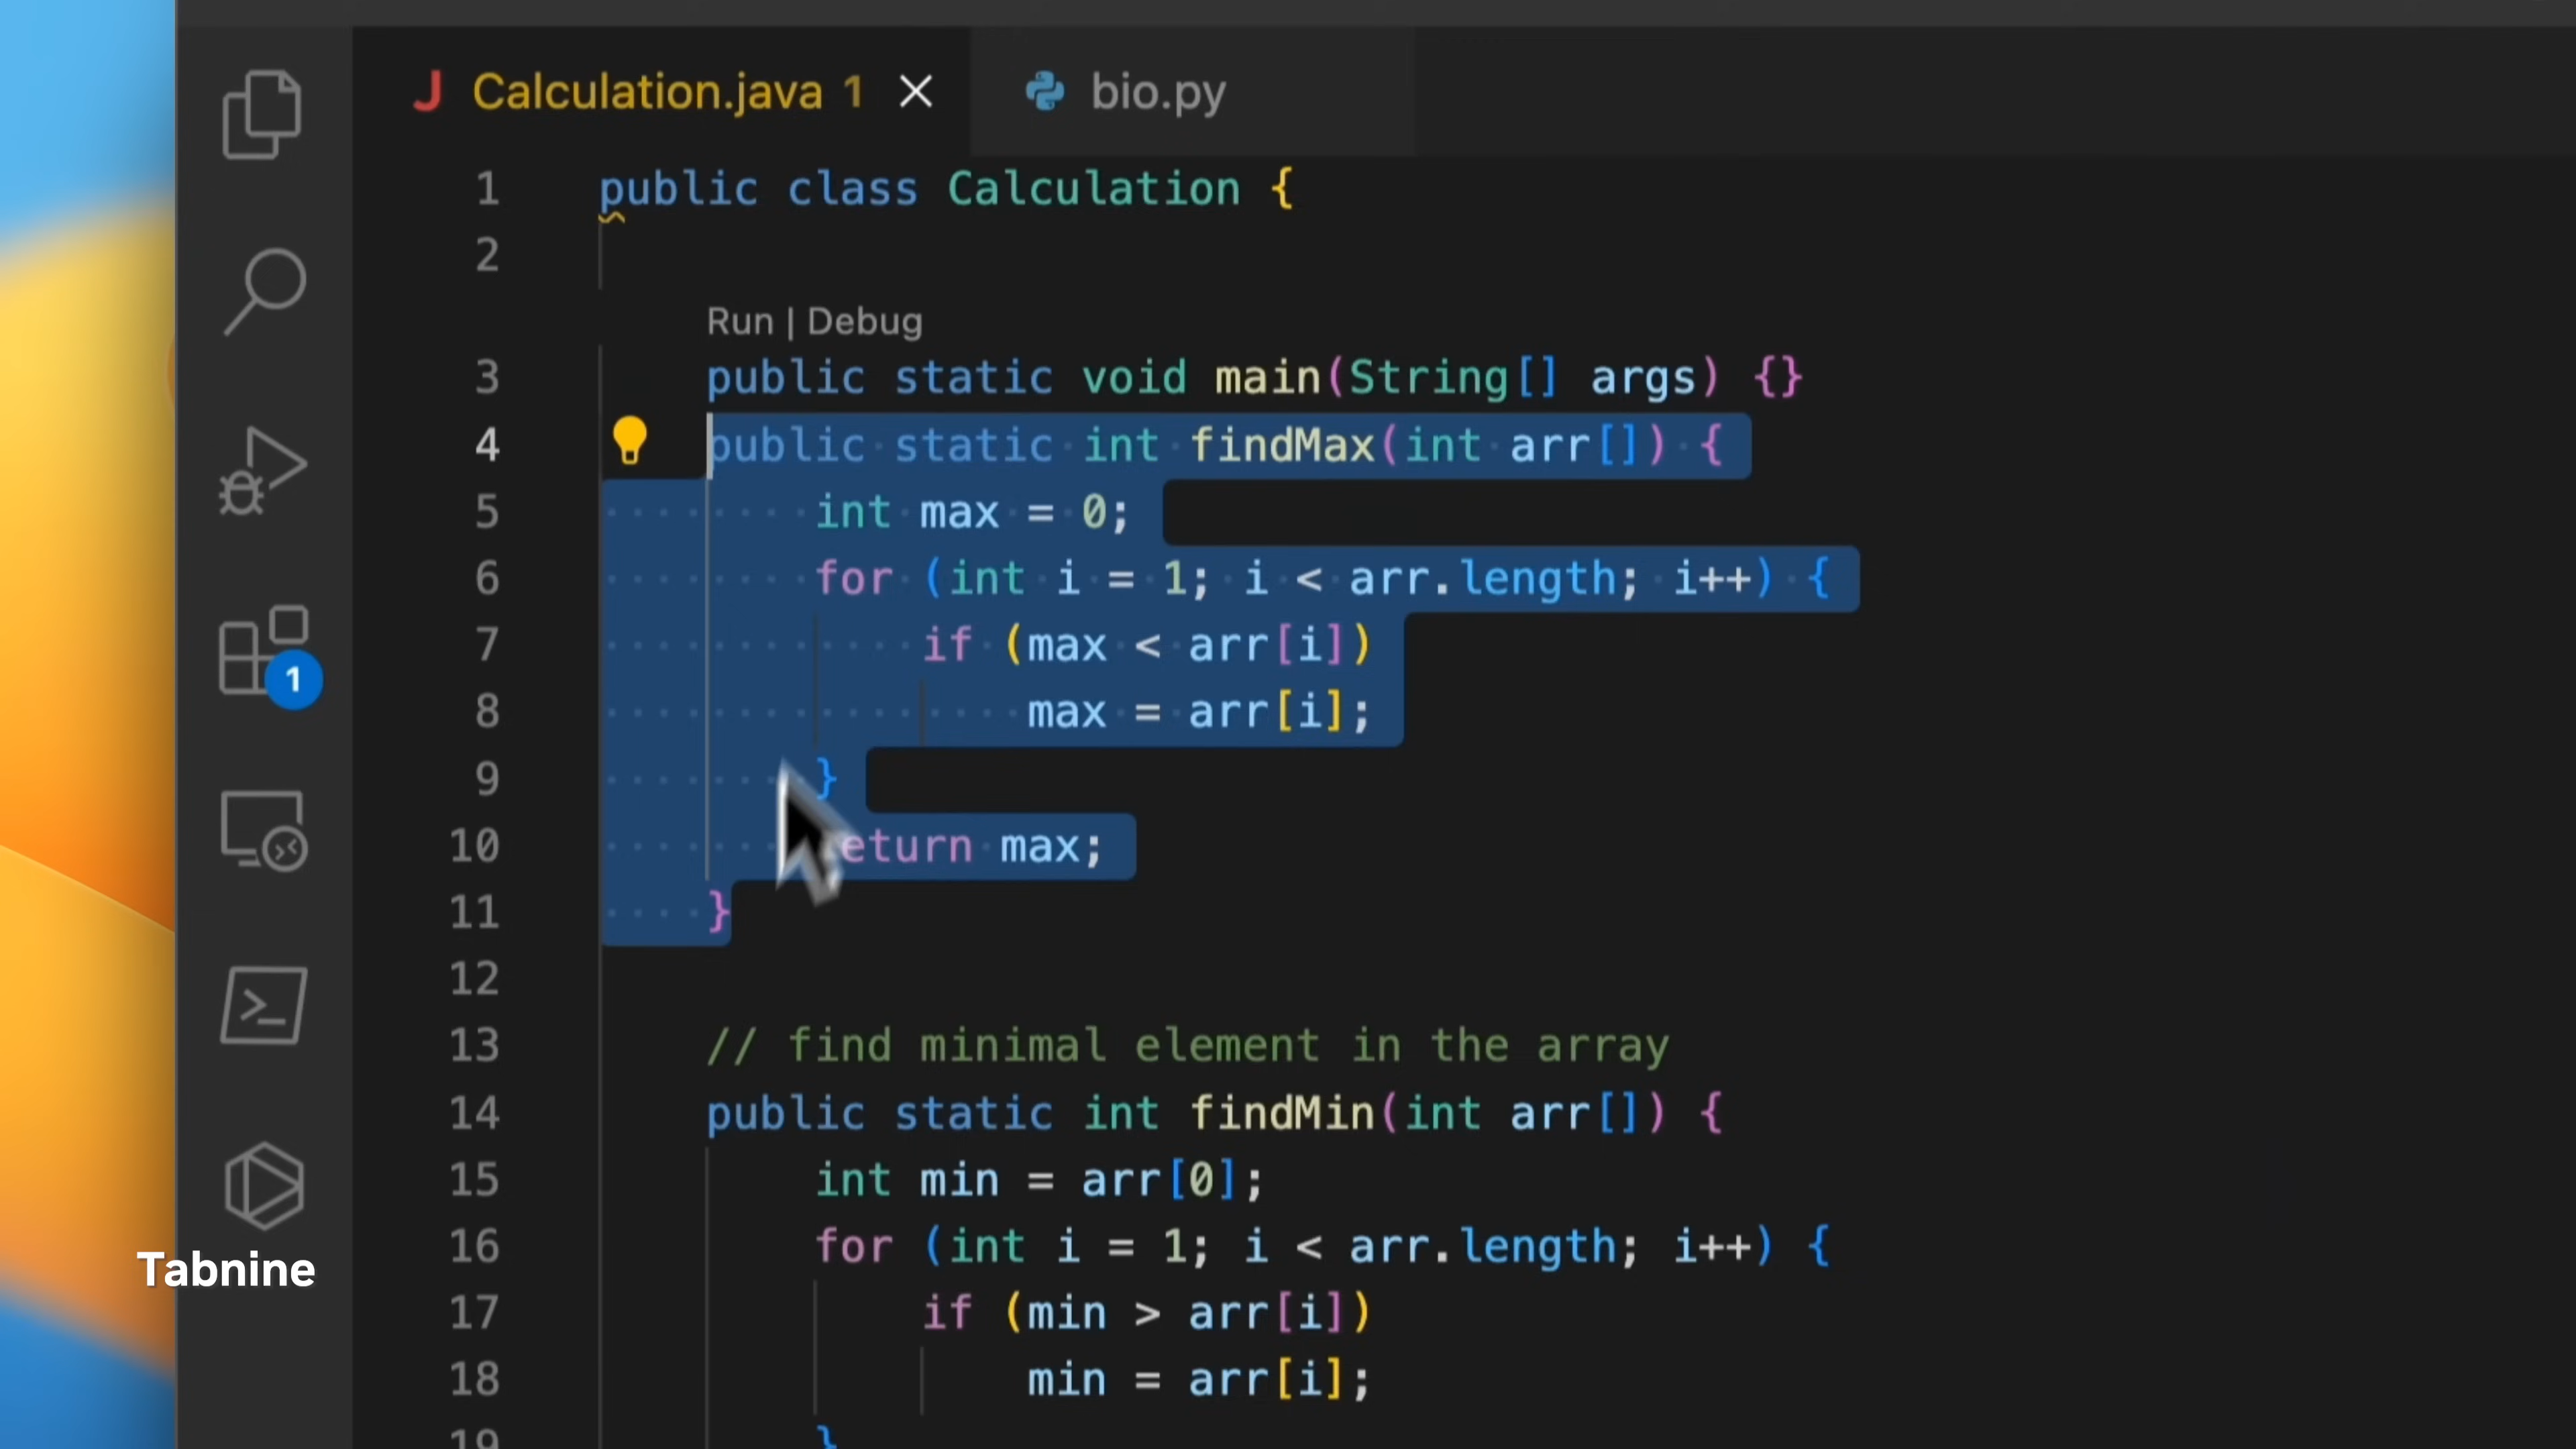 J Calculation.java 1 bio.py
1 public class Calculation {
2
Run | Debug
3 public static void main(String[] args) {}
4 public static int findMax(int arr[]) {
5 int max = 0;
6 for (int i = 1; i < arr.length; i++) {
7 if (max < arr[i])
8 max = arr[i];
9 }
10 return max;
11 }
12
13 // find minimal element in the array
14 public static int findMin(int arr[]) {
15 int min = arr[0];
16 for (int i = 1; i < arr.length; i++) {
17 if (min > arr[i])
18 min = arr[i];
19 }
1
Tabnine